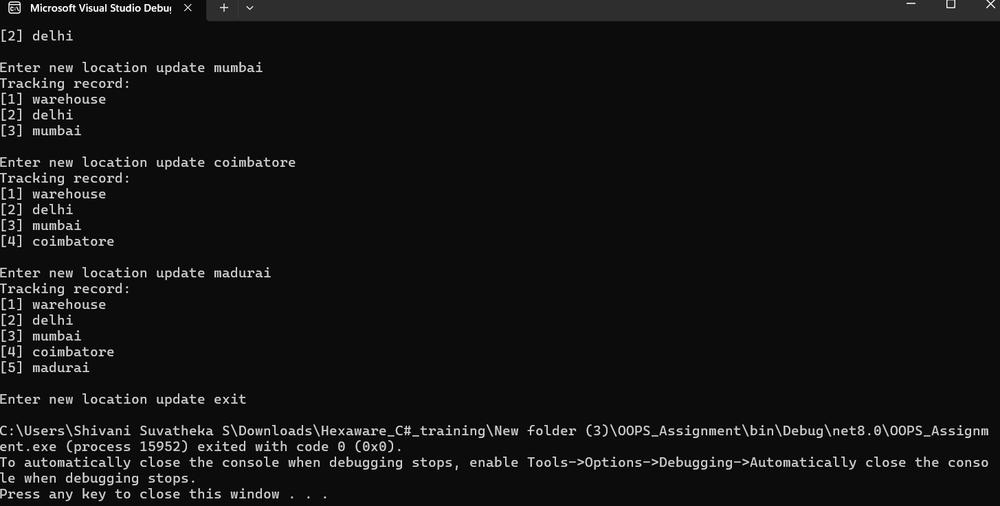 Microsoft Visual Studio Debug
[2] delhi
Enter new location update mumbai
Tracking record:
[1] warehouse
[2] delhi
[3] mumbai
Enter new location update coimbatore
Tracking record:
[1] warehouse
[2] delhi
[3] mumbai
[4] coimbatore
Enter new location update madurai
Tracking record:
[1] warehouse
[2] delhi
[3] mumbai
[4] coimbatore
[5] madurai
Enter new location update exit
C:\Users\Shivani Suvatheka S\Downloads\Hexaware_C#_training\New folder (3)\OOPS_Assignment\bin\Debug\net8.0\OOPS_Assignm
ent.exe (process 15952) exited with code 0 (0x0).
To automatically close the console when debugging stops, enable Tools->Options->Debugging->Automatically close the conso
le when debugging stops.
Press any key to close this window . . .